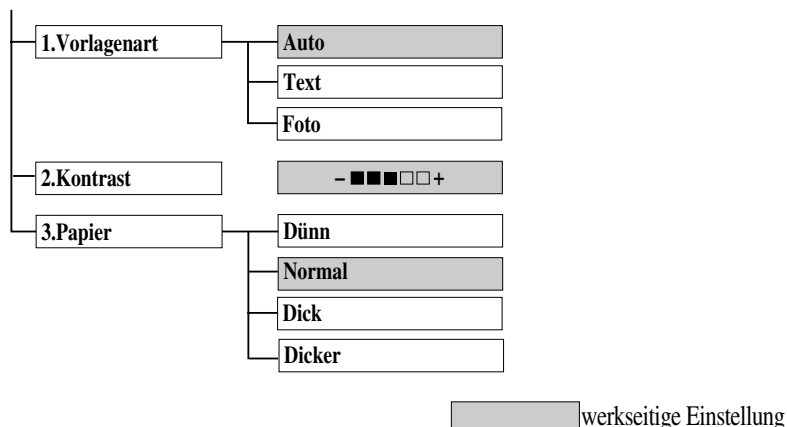 1.Vorlagenart
Auto
Text
Foto
2.Kontrast
– ■■■□□ +
3.Papier
Dünn
Normal
Dick
Dicker
werkseitige Einstellung